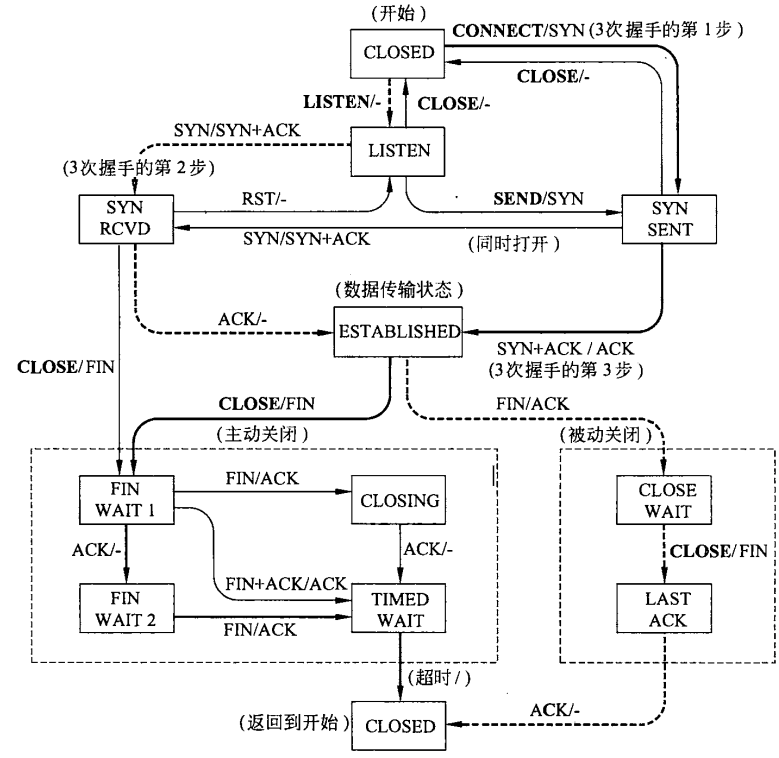 (开始)
CLOSED
CONNECT/SYN (3次握手的第1步)
CLOSE/-
LISTEN/-
CLOSE/-
SYN/SYN+ACK
LISTEN
(3次握手的第2步)
SYN
RCVD
RST/-
SEND/SYN
SYN
SENT
SYN/SYN+ACK
(同时打开)
(数据传输状态)
ACK/-
ESTABLISHED
SYN+ACK / ACK
(3次握手的第3步)
CLOSE/FIN
CLOSE/FIN
FIN/ACK
(主动关闭)
(被动关闭)
FIN
WAIT 1
FIN/ACK
CLOSING
CLOSE
WAIT
ACK/-
ACK/-
CLOSE/FIN
FIN+ACK/ACK
FIN
WAIT 2
FIN/ACK
TIMED
WAIT
LAST
ACK
(超时/)
(返回到开始)
CLOSED
ACK/-